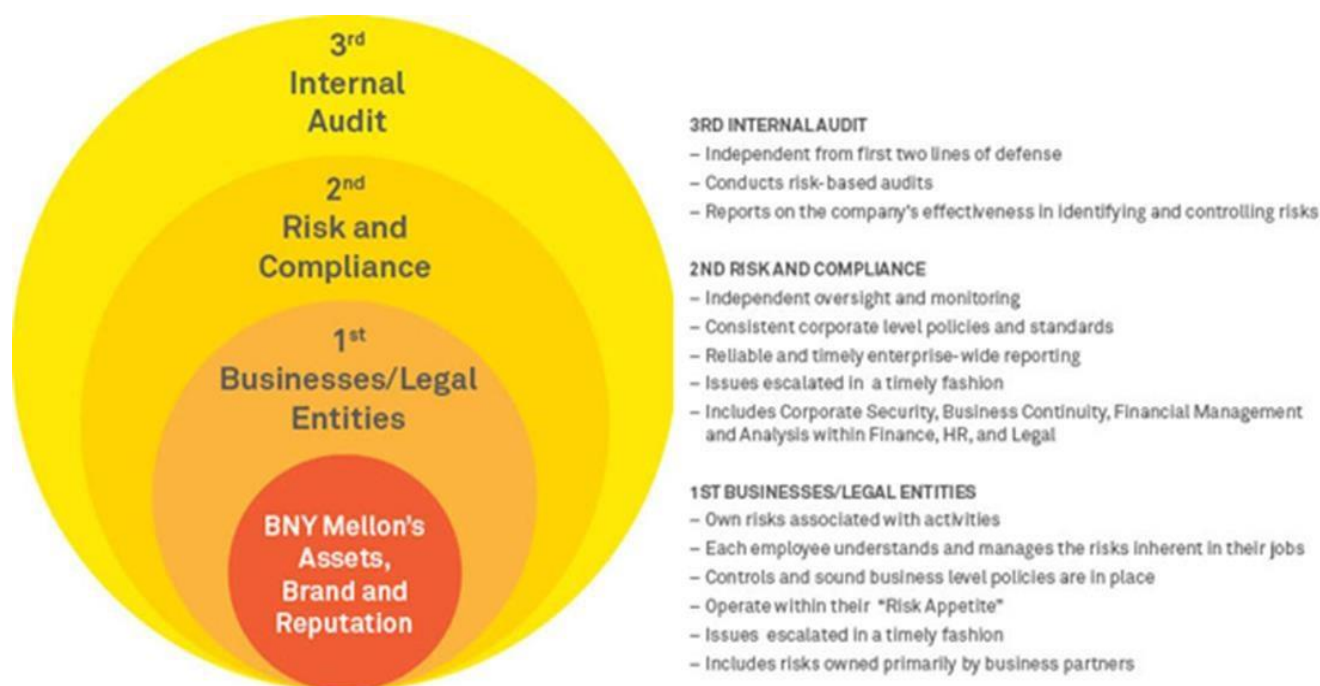 3rd
Internal
Audit
2nd
Risk and
Compliance
1st
Businesses/Legal
Entities
BNY Mellon's
Assets,
Brand and
Reputation
3RD INTERNAL AUDIT
– Independent from first two lines of defense
– Conducts risk-based audits
– Reports on the company's effectiveness in identifying and controlling risks
2ND RISK AND COMPLIANCE
– Independent oversight and monitoring
– Consistent corporate level policies and standards
– Reliable and timely enterprise-wide reporting
– Issues escalated in a timely fashion
– Includes Corporate Security, Business Continuity, Financial Management
and Analysis within Finance, HR, and Legal
1ST BUSINESSES/LEGAL ENTITIES
– Own risks associated with activities
– Each employee understands and manages the risks inherent in their jobs
– Controls and sound business level policies are in place
– Operate within their "Risk Appetite"
– Issues escalated in a timely fashion
– Includes risks owned primarily by business partners